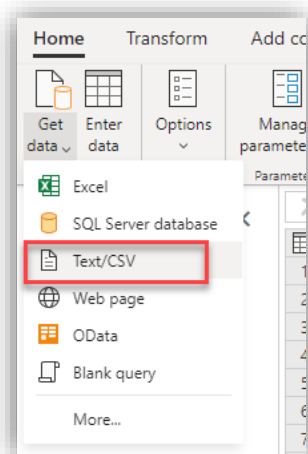 Home Transform Add co
Get Enter Options Manag
data data paramete
Paramete
Excel
SQL Server database
Text/CSV
Web page
OData
Blank query
More...
1
2
3
4
5
6
7